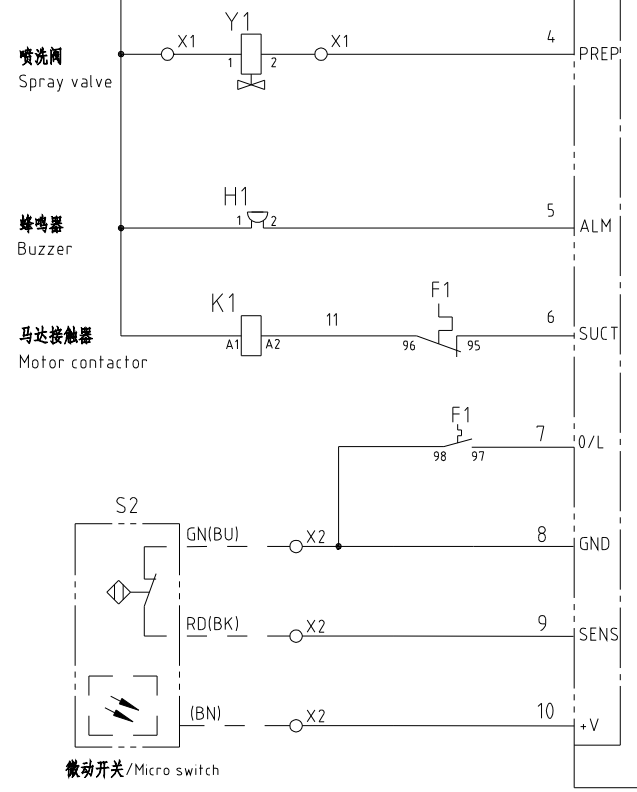 Y1
X1
X1
4
喷洗阀
1
2
PREP
Spray valve
H1
5
蜂鸣器
1
2
ALM
Buzzer
K1
F1
11
6
马达接触器
A1
A2
96
95
SUCT
Motor contactor
F1
7
O/L
98
97
S2
GN(BU)
X2
8
GND
RD(BK)
X2
9
SENS
(BN)
X2
10
+V
微动开关/Micro switch